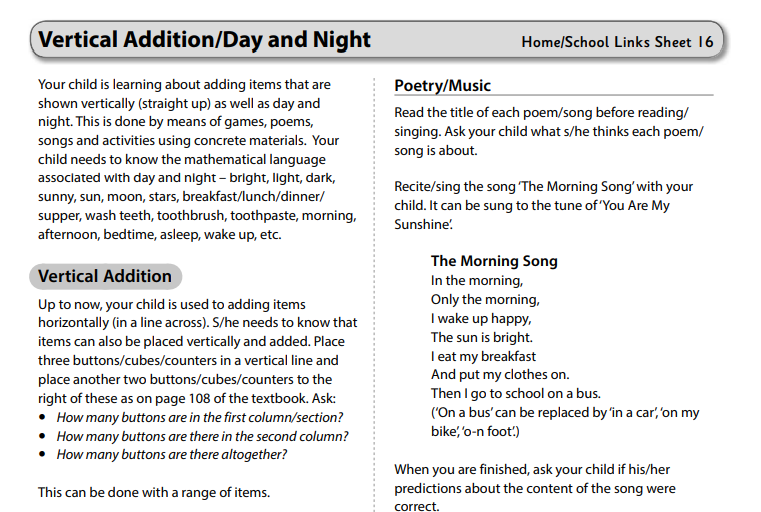 Vertical Addition/Day and Night
Home/School Links Sheet 16
Your child is learning about adding items that are
shown vertically (straight up) as well as day and
night. This is done by means of games, poems,
songs and activities using concrete materials.  Your
child needs to know the mathematical language
associated with day and night – bright, light, dark,
sunny, sun, moon, stars, breakfast/lunch/dinner/
supper, wash teeth, toothbrush, toothpaste, morning,
afternoon, bedtime, asleep, wake up, etc.
Vertical Addition
Up to now, your child is used to adding items
horizontally (in a line across). S/he needs to know that
items can also be placed vertically and added. Place
three buttons/cubes/counters in a vertical line and
place another two buttons/cubes/counters to the
right of these as on page 108 of the textbook. Ask:
• How many buttons are in the first column/section?
• How many buttons are there in the second column?
• How many buttons are there altogether?
This can be done with a range of items.
Poetry/Music
Read the title of each poem/song before reading/
singing. Ask your child what s/he thinks each poem/
song is about.
Recite/sing the song ‘The Morning Song’ with your
child. It can be sung to the tune of ‘You Are My
Sunshine’.
The Morning Song
In the morning,
Only the morning,
I wake up happy,
The sun is bright.
I eat my breakfast
And put my clothes on.
Then I go to school on a bus.
(‘On a bus’ can be replaced by ‘in a car’, ‘on my
bike’, ‘o-n foot’.)
When you are finished, ask your child if his/her
predictions about the content of the song were
correct.